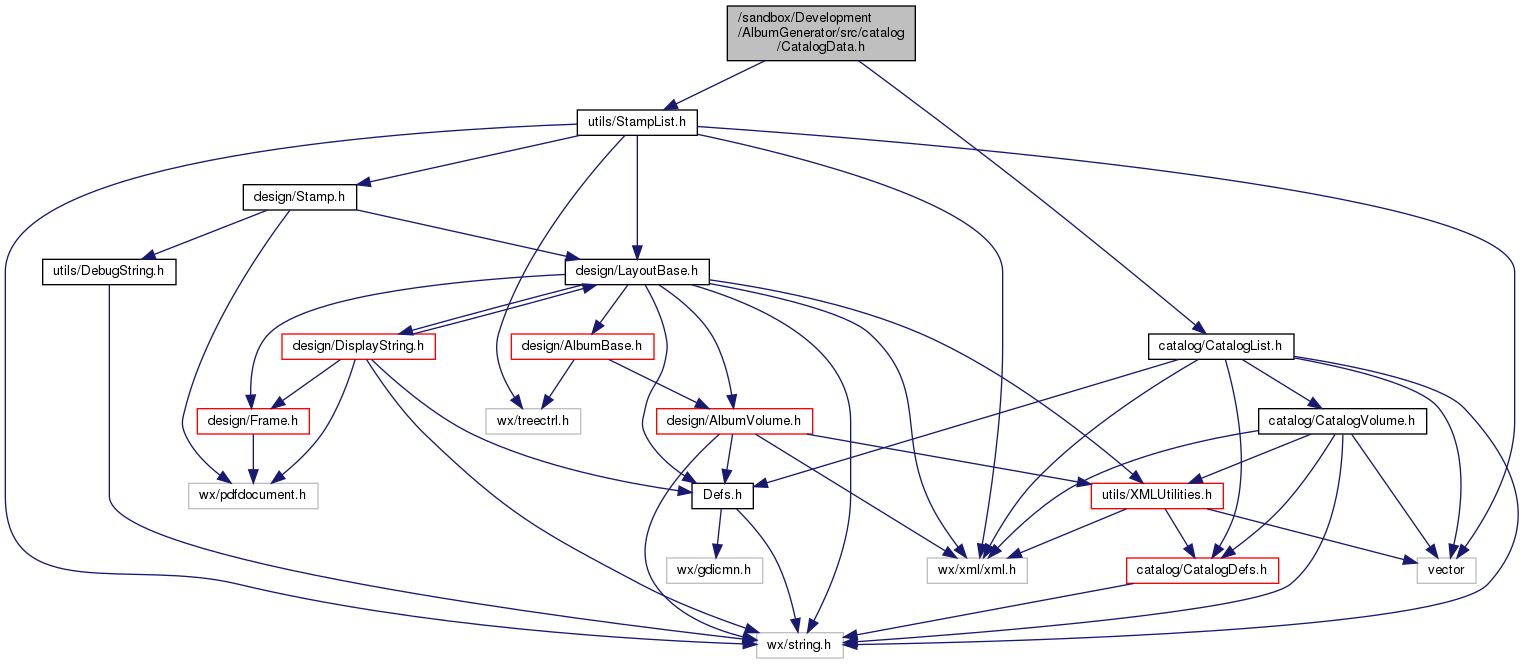 /sandbox/Development
/AlbumGenerator/src/catalog
/CatalogData.h
utils/StampList.h
design/Stamp.h
utils/DebugString.h
design/LayoutBase.h
design/DisplayString.h
design/AlbumBase.h
catalog/CatalogList.h
design/Frame.h
wx/treectrl.h
design/AlbumVolume.h
catalog/CatalogVolume.h
wx/pdfdocument.h
Defs.h
utils/XMLUtilities.h
wx/gdicmn.h
wx/xml/xml.h
catalog/CatalogDefs.h
vector
wx/string.h